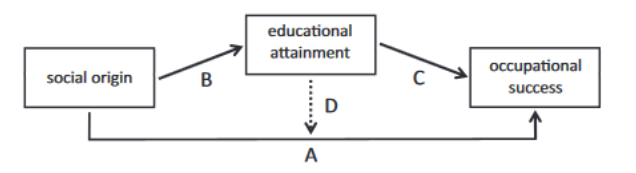 educational
attainment
social origin
B
C
occupational
success
D
A